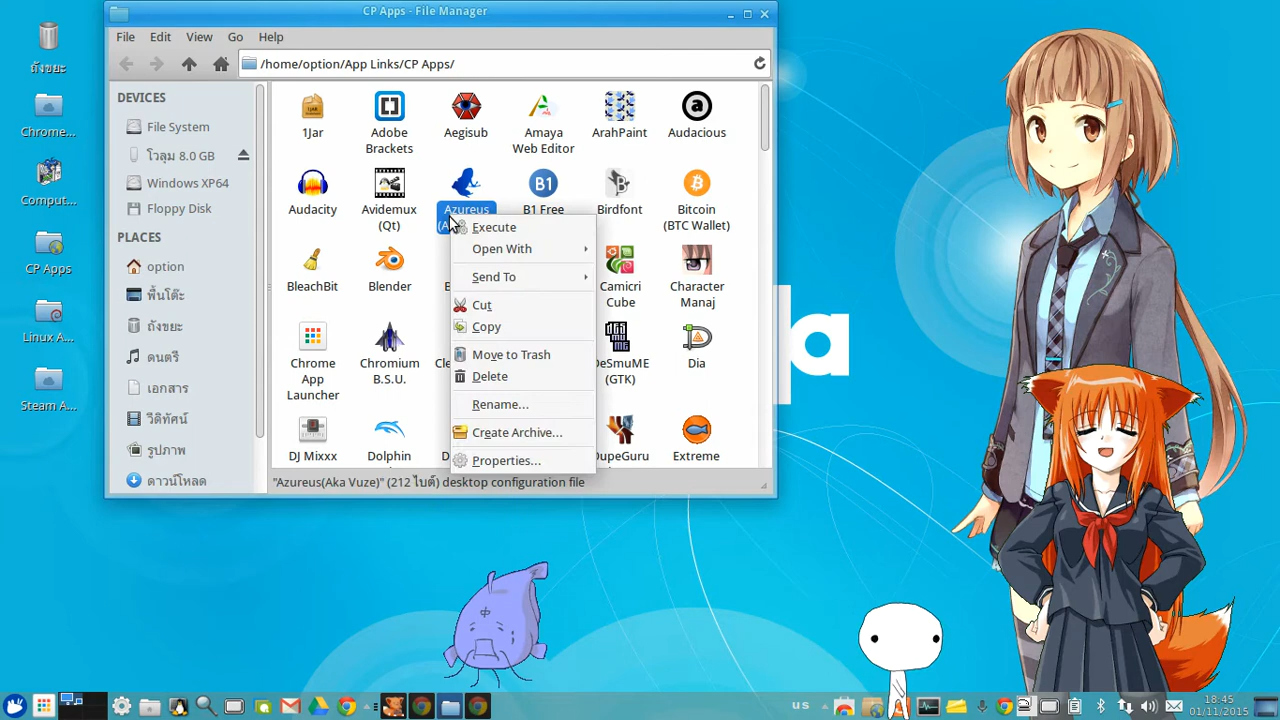 CP Apps - File Manager
File Edit View Go Help
/home/option/App Links/CP Apps/
ถังขยะ
Chrome...
Comput...
CP Apps
Linux A...
Steam A...
DEVICES
File System
โวลุม 8.0 GB
Windows XP64
Floppy Disk
PLACES
option
พื้นโต๊ะ
ถังขยะ
ดนตรี
เอกสาร
วีดิทัศน์
รูปภาพ
ดาวน์โหลด
1Jar
Adobe Brackets
Aegisub
Amaya Web Editor
ArahPaint
Audacious
Audacity
Avidemux (Qt)
Azureus
B1 Free
Birdfont
Bitcoin (BTC Wallet)
BleachBit
Blender
Camicri Cube
Character Manaj
Chrome App Launcher
Chromium B.S.U.
DeSmuME (GTK)
Dia
DJ Mixxx
Dolphin
DupeGuru
Extreme
Execute
Open With
Send To
Cut
Copy
Move to Trash
Delete
Rename...
Create Archive...
Properties...
"Azureus(Aka Vuze)" (212 ไบต์) desktop configuration file
a
us
18:45
01/11/2015